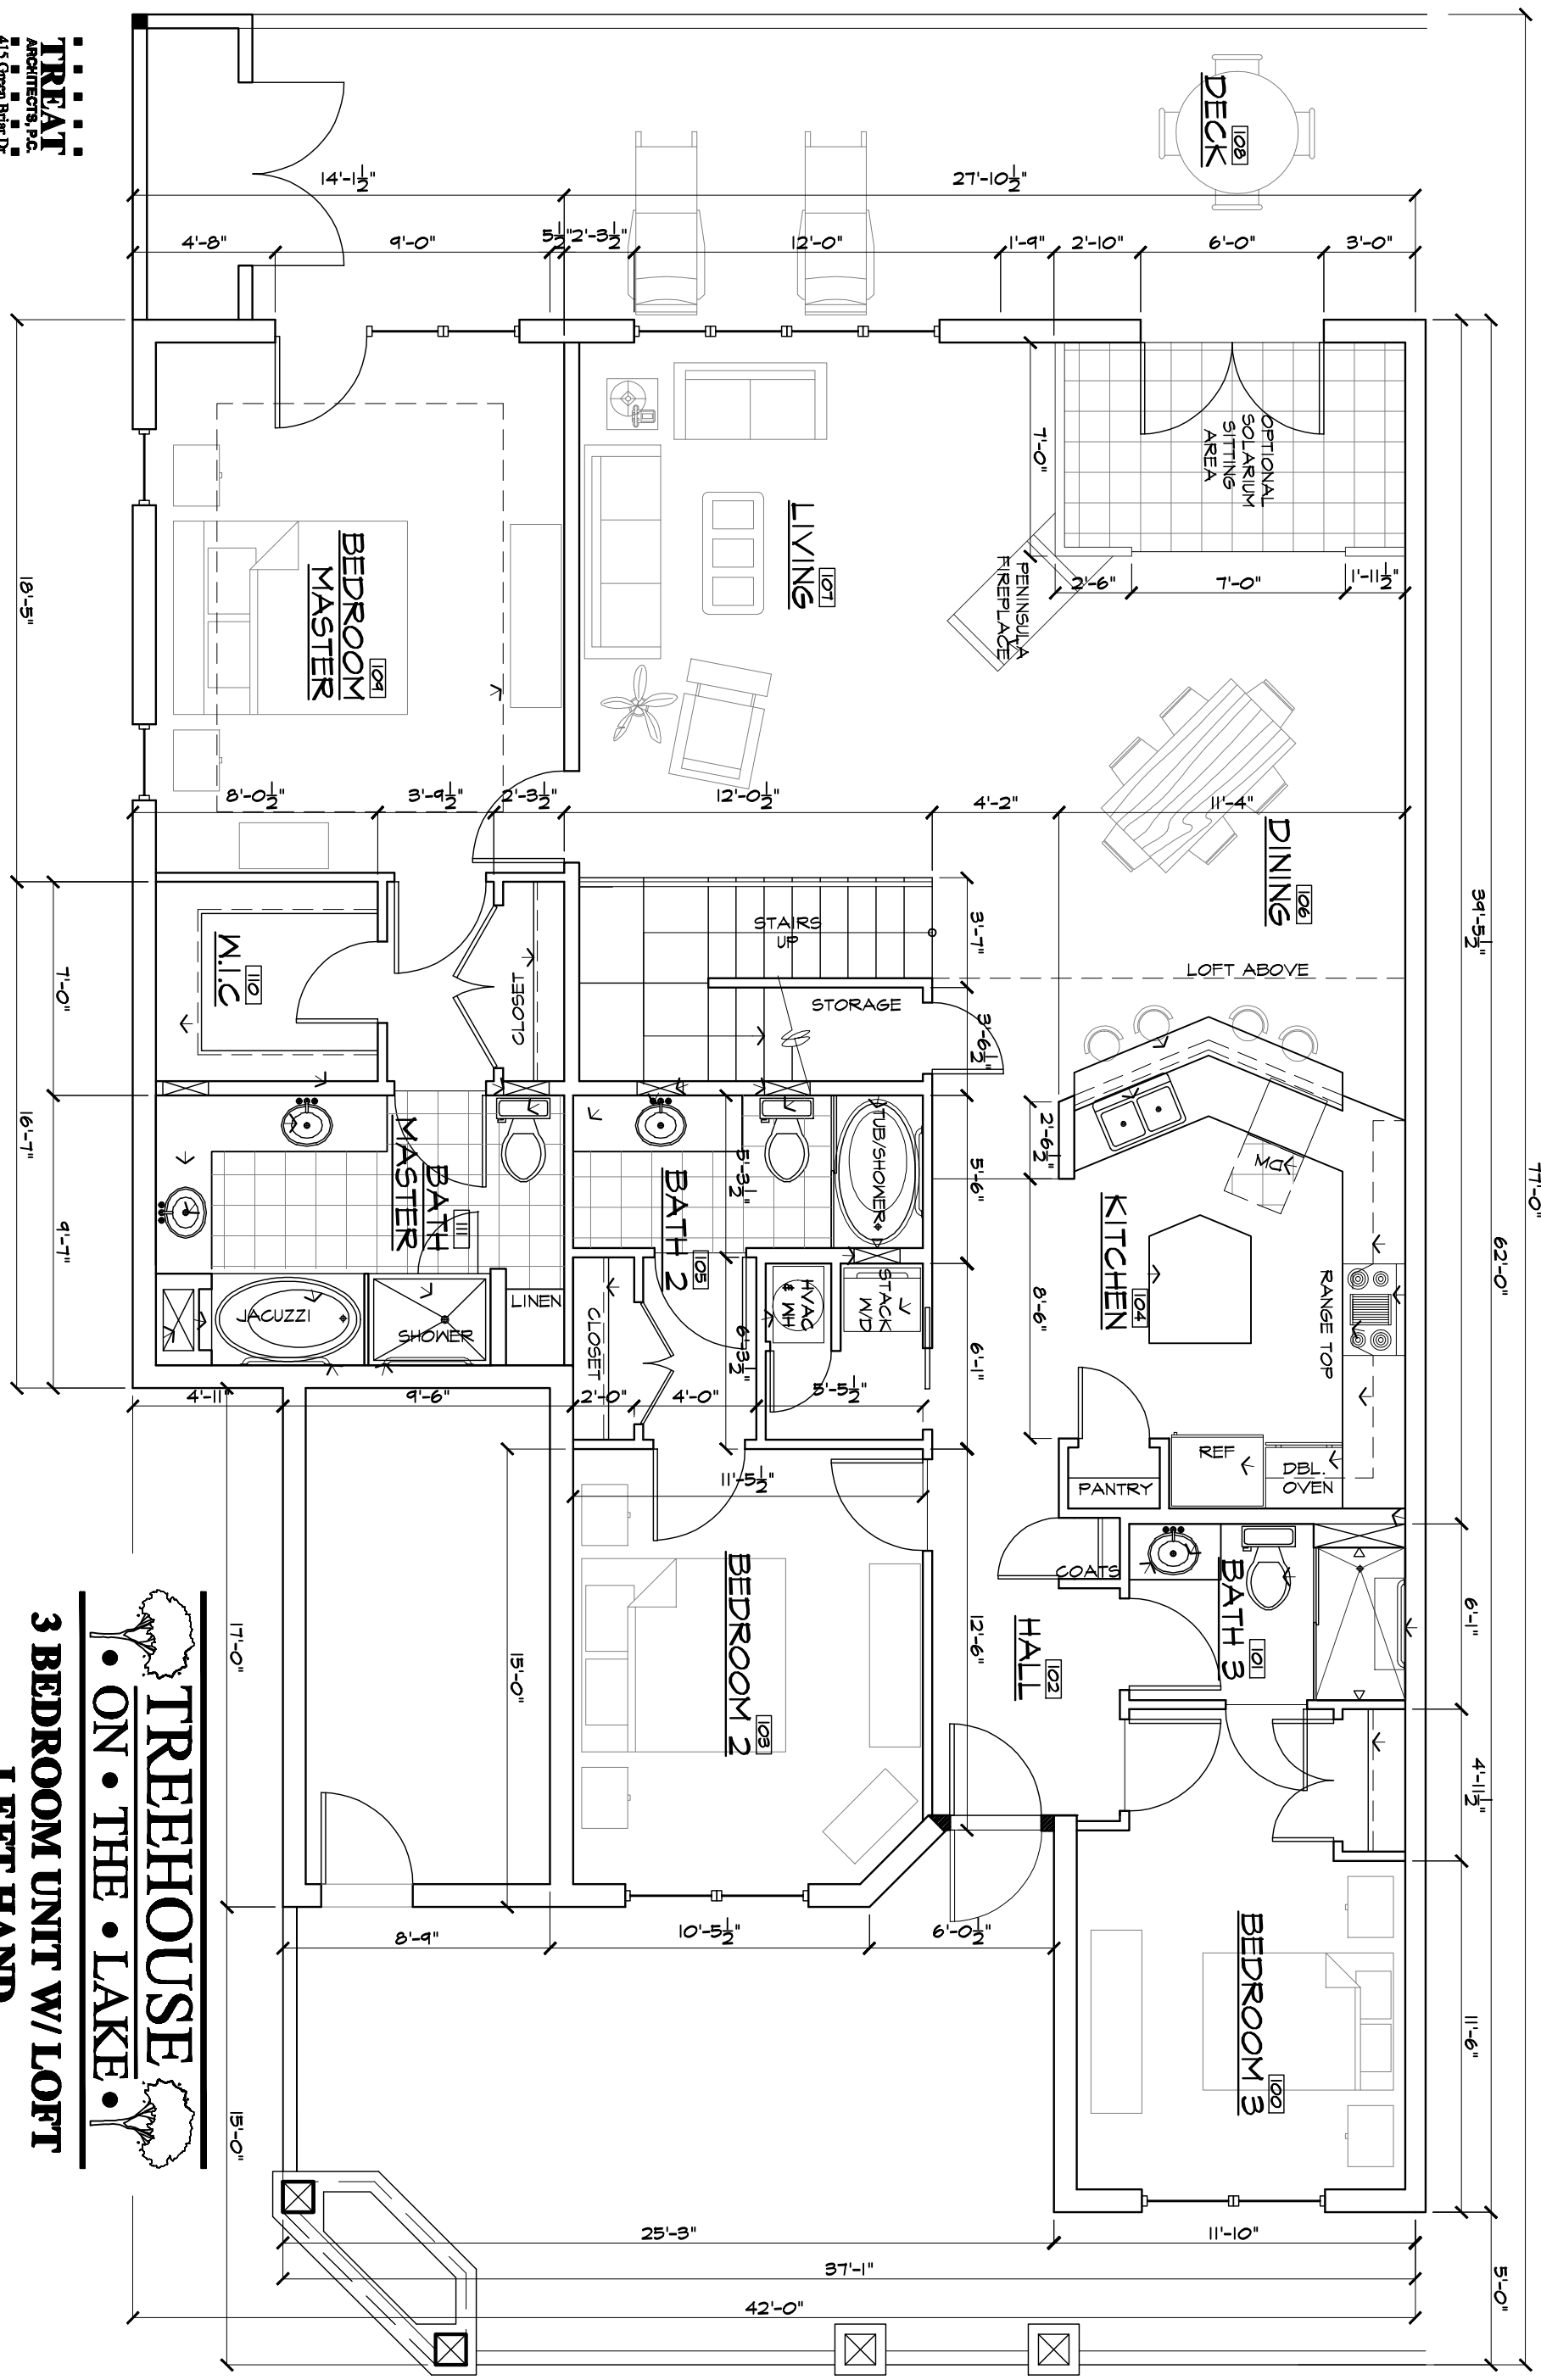 TREAT
ARCHITECTS, P.C.
415 Green Briar Dr.
TREEHOUSE
• ON • THE • LAKE •
3 BEDROOM UNIT W/ LOFT
LEFT HAND
77'-0"
62'-0"
5'-0"
39'-5½"
6'-1"
4'-11½"
11'-6"
DECK
108
14'-1½"
27'-10½"
4'-8"
9'-0"
5½"
2'-3½"
12'-0"
1'-9"
2'-10"
6'-0"
3'-0"
OPTIONAL
SOLARIUM
SITTING
AREA
7'-0"
2'-6"
7'-0"
1'-11½"
PENINSULA
FIREPLACE
LIVING
107
BEDROOM
MASTER
109
8'-0½"
3'-9½"
2'-3½"
12'-0½"
4'-2"
11'-4"
DINING
106
LOFT ABOVE
STAIRS
UP
STORAGE
3'-7"
3'-6½"
5'-6"
6'-1"
12'-6"
W.I.C
110
CLOSET
18'-5"
7'-0"
16'-7"
9'-7"
BATH
MASTER
111
LINEN
SHOWER
JACUZZI
BATH 2
105
TUB/SHOWER
5'-3½"
6'-3½"
CLOSET
HVAC
& WH
STACK
W/D
KITCHEN
104
2'-6½"
8'-6"
DW
RANGE TOP
REF
DBL.
OVEN
PANTRY
COATS
4'-11"
9'-6"
2'-0"
4'-0"
5'-5½"
11'-5½"
BATH 3
101
HALL
102
BEDROOM 2
103
BEDROOM 3
100
15'-0"
17'-0"
15'-0"
8'-9"
10'-5½"
6'-0½"
25'-3"
11'-10"
37'-1"
42'-0"